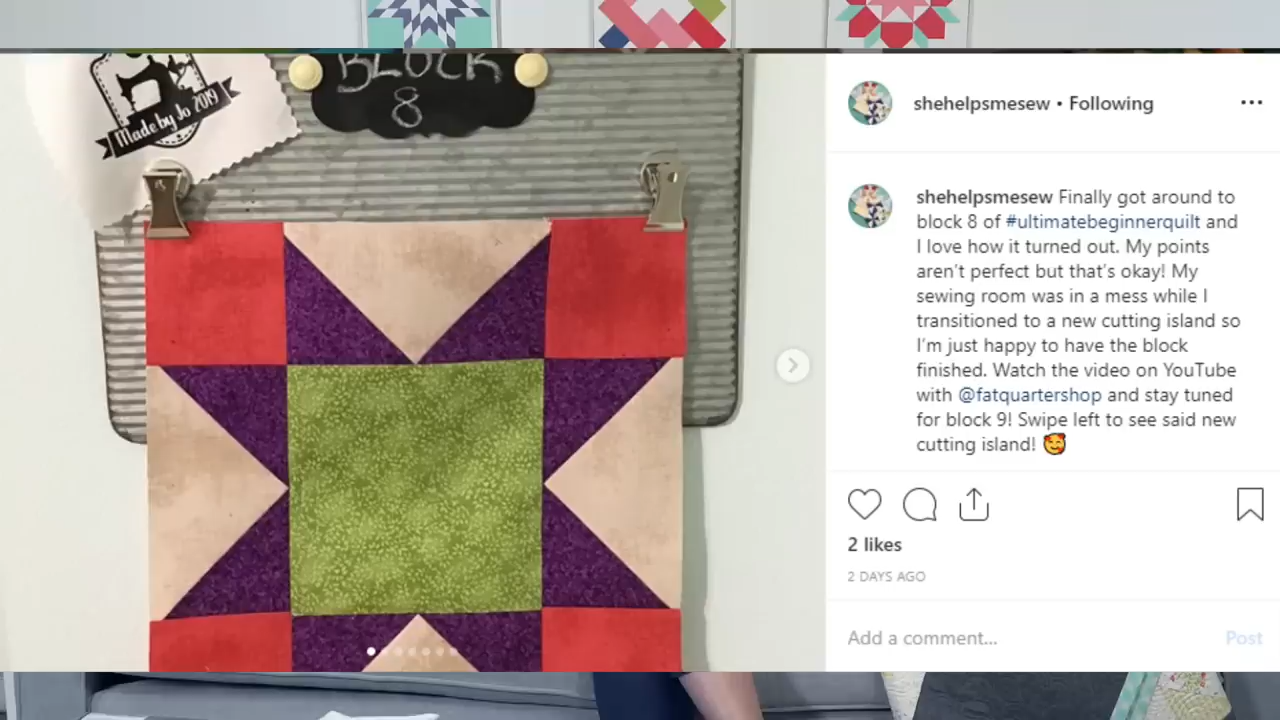 Made by Jo 2019
BLOCK
8
shehelpsmesew • Following
shehelpsmesew Finally got around to
block 8 of #ultimatebeginnerquilt and
I love how it turned out. My points
aren't perfect but that's okay! My
sewing room was in a mess while I
transitioned to a new cutting island so
I'm just happy to have the block
finished. Watch the video on YouTube
with @fatquartershop and stay tuned
for block 9! Swipe left to see said new
cutting island! 🥰
2 likes
2 DAYS AGO
Add a comment...
Post